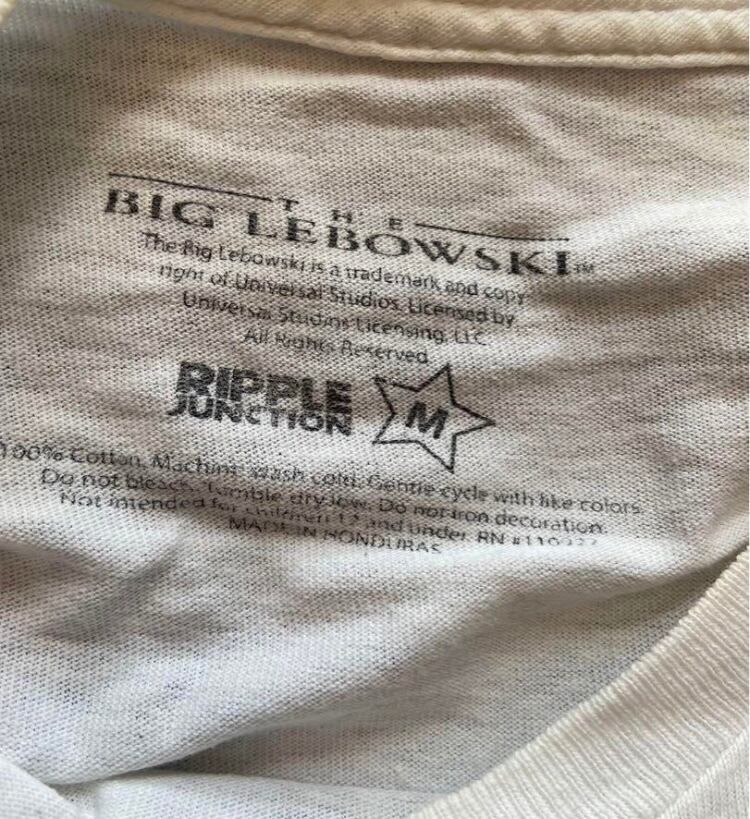 THE
BIG LEBOWSKI™
The Big Lebowski is a trademark and copy
right of Universal Studios. Licensed by
Universal Studios Licensing, LLC.
All Rights Reserved.
RIPPLE
JUNCTION
M
100% Cotton. Machine wash cold. Gentle cycle with like colors.
Do not bleach. Tumble dry low. Do not iron decoration.
Not intended for children 12 and under. RN
MADE IN HONDURAS